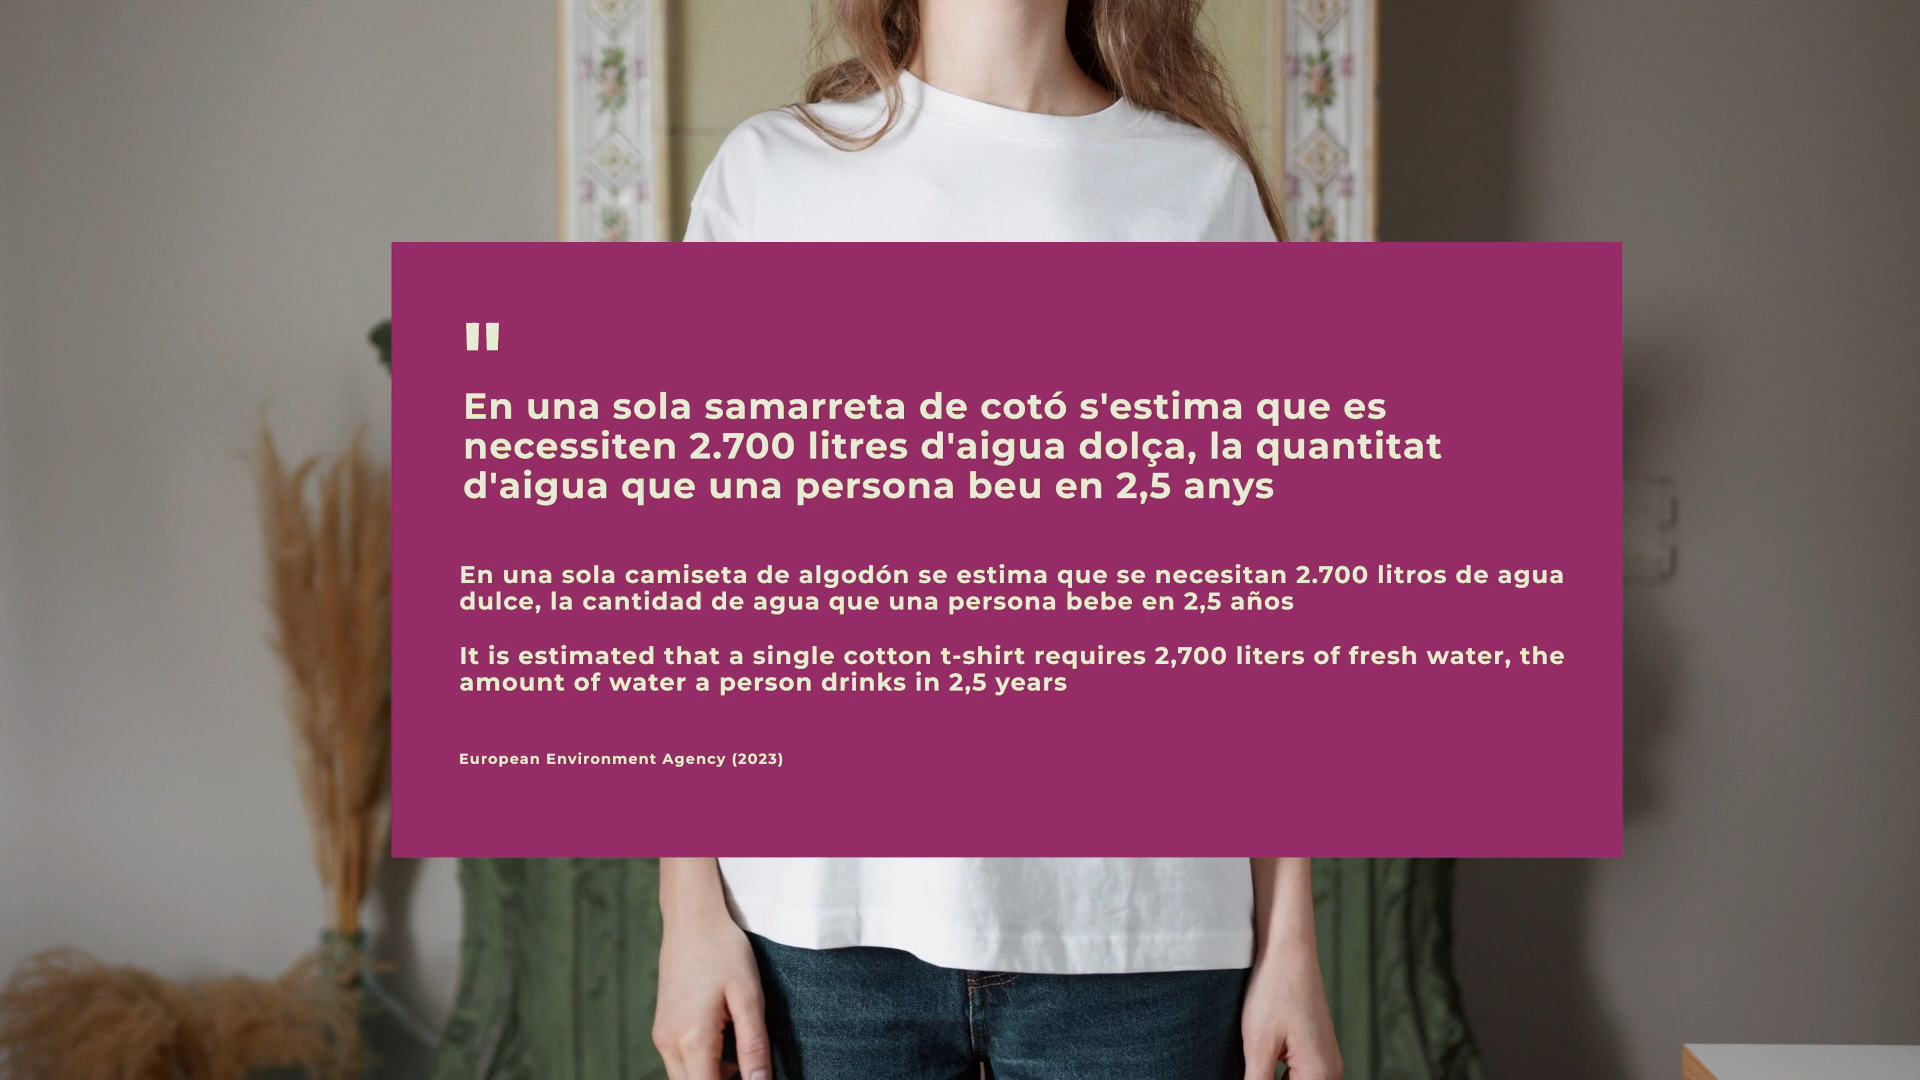 "
En una sola samarreta de cotó s'estima que es
necessiten 2.700 litres d'aigua dolça, la quantitat
d'aigua que una persona beu en 2,5 anys
En una sola camiseta de algodón se estima que se necesitan 2.700 litros de agua
dulce, la cantidad de agua que una persona bebe en 2,5 años
It is estimated that a single cotton t-shirt requires 2,700 liters of fresh water, the
amount of water a person drinks in 2,5 years
European Environment Agency (2023)